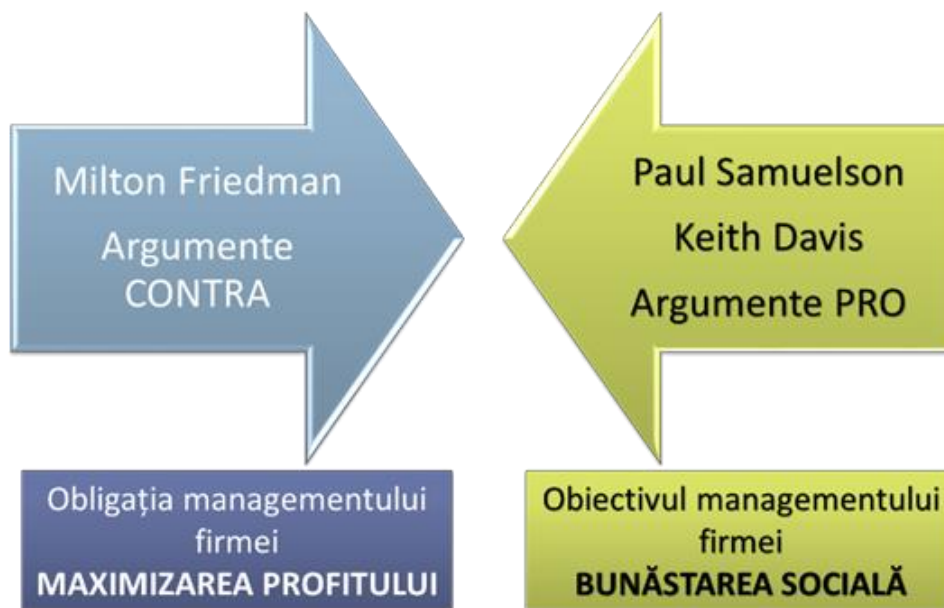 Milton Friedman
Argumente
CONTRA
Paul Samuelson
Keith Davis
Argumente PRO
Obligația managementului
firmei
MAXIMIZAREA PROFITULUI
Obiectivul managementului
firmei
BUNĂSTAREA SOCIALĂ